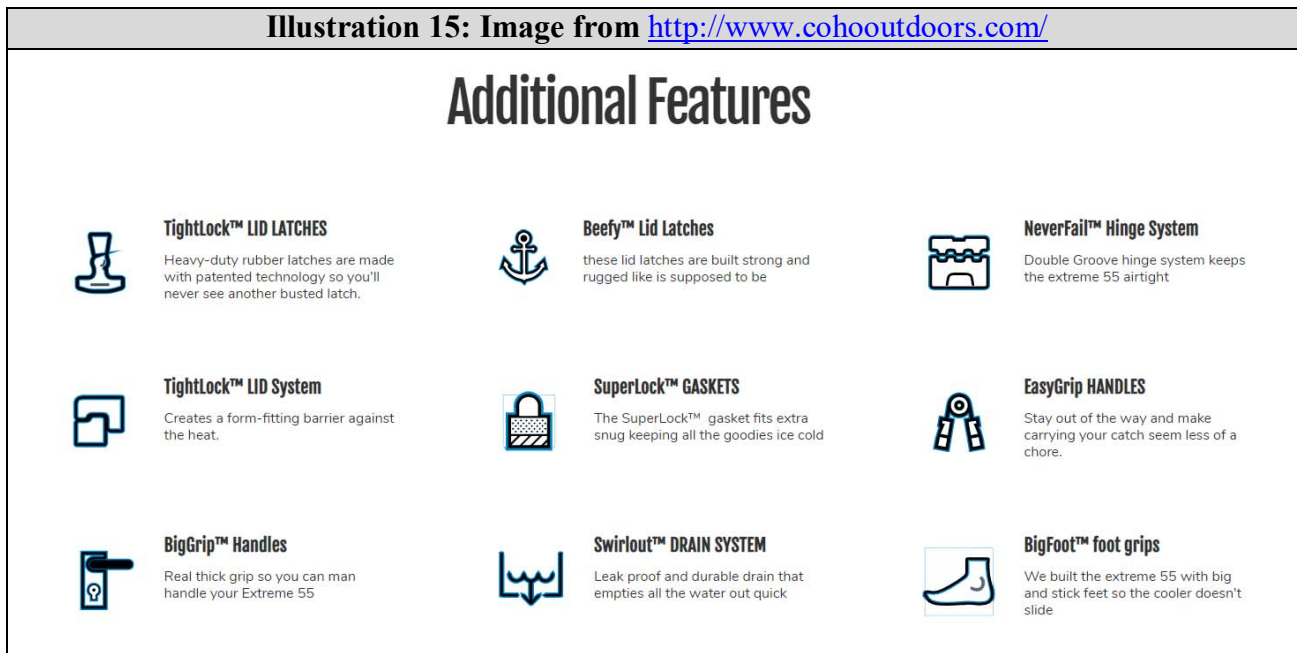 Illustration 15: Image from http://www.cohooutdoors.com/
Additional Features
TightLock™ LID LATCHES
Heavy-duty rubber latches are made
with patented technology so you'll
never see another busted latch.
Beefy™ Lid Latches
these lid latches are built strong and
rugged like is supposed to be
NeverFail™ Hinge System
Double Groove hinge system keeps
the extreme 55 airtight
TightLock™ LID System
Creates a form-fitting barrier against
the heat.
SuperLock™ GASKETS
The SuperLock™ gasket fits extra
snug keeping all the goodies ice cold
EasyGrip HANDLES
Stay out of the way and make
carrying your catch seem less of a
chore.
BigGrip™ Handles
Real thick grip so you can man
handle your Extreme 55
Swirlout™ DRAIN SYSTEM
Leak proof and durable drain that
empties all the water out quick
BigFoot™ foot grips
We built the extreme 55 with big
and stick feet so the cooler doesn't
slide